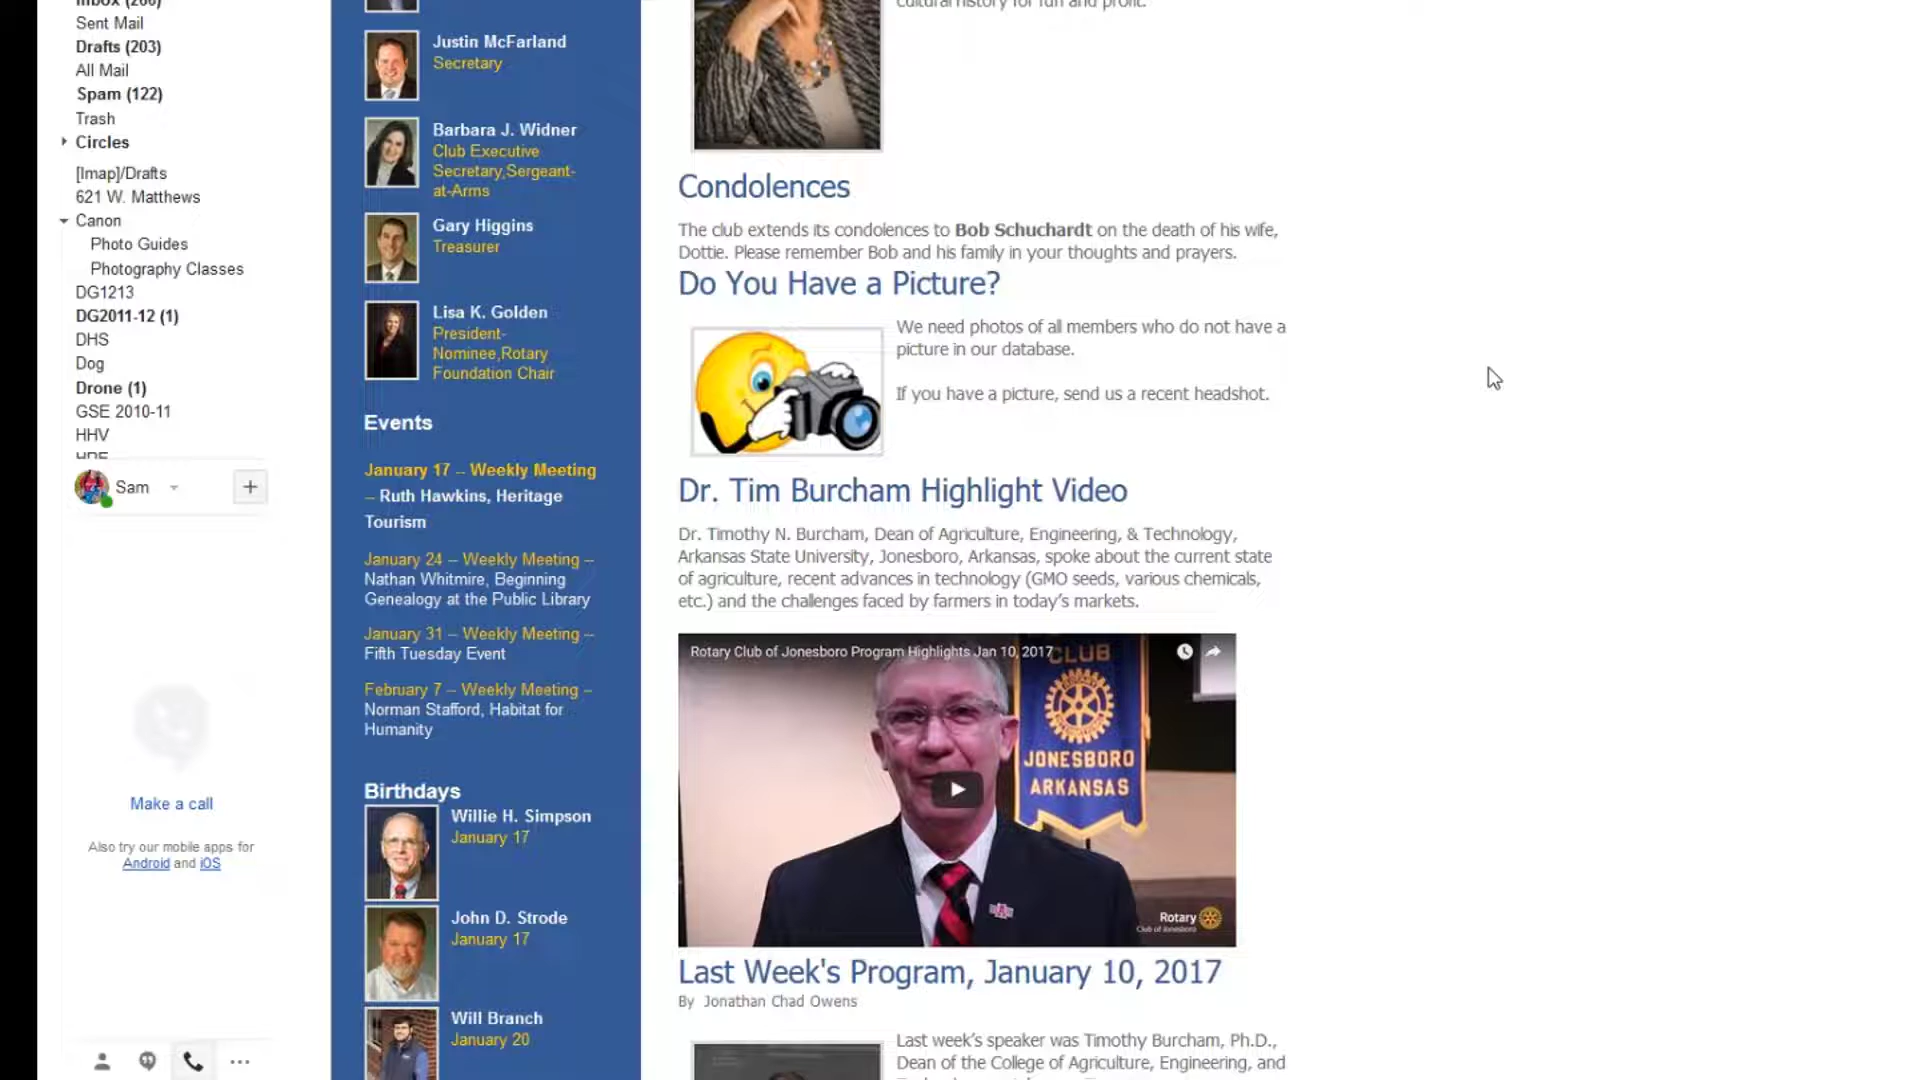 Inbox (266)
Sent Mail
Drafts (203)
All Mail
Spam (122)
Trash
Circles
[Imap]/Drafts
621 W. Matthews
Canon
Photo Guides
Photography Classes
DG1213
DG2011-12 (1)
DHS
Dog
Drone (1)
GSE 2010-11
HHV
Sam
Make a call
Also try our mobile apps for
Android and iOS
Justin McFarland
Secretary
Barbara J. Widner
Club Executive
Secretary,Sergeant-
at-Arms
Gary Higgins
Treasurer
Lisa K. Golden
President-
Nominee,Rotary
Foundation Chair
Events
January 17 – Weekly Meeting
– Ruth Hawkins, Heritage
Tourism
January 24 – Weekly Meeting –
Nathan Whitmire, Beginning
Genealogy at the Public Library
January 31 – Weekly Meeting –
Fifth Tuesday Event
February 7 – Weekly Meeting –
Norman Stafford, Habitat for
Humanity
Birthdays
Willie H. Simpson
January 17
John D. Strode
January 17
Will Branch
January 20
cultural history for fun and profit.
Condolences
The club extends its condolences to Bob Schuchardt on the death of his wife,
Dottie. Please remember Bob and his family in your thoughts and prayers.
Do You Have a Picture?
We need photos of all members who do not have a
picture in our database.
If you have a picture, send us a recent headshot.
Dr. Tim Burcham Highlight Video
Dr. Timothy N. Burcham, Dean of Agriculture, Engineering, & Technology,
Arkansas State University, Jonesboro, Arkansas, spoke about the current state
of agriculture, recent advances in technology (GMO seeds, various chemicals,
etc.) and the challenges faced by farmers in today's markets.
Rotary Club of Jonesboro Program Highlights Jan 10, 2017
CLUB
JONESBORO
ARKANSAS
Rotary
Club of Jonesboro
Last Week's Program, January 10, 2017
By Jonathan Chad Owens
Last week's speaker was Timothy Burcham, Ph.D.,
Dean of the College of Agriculture, Engineering, and